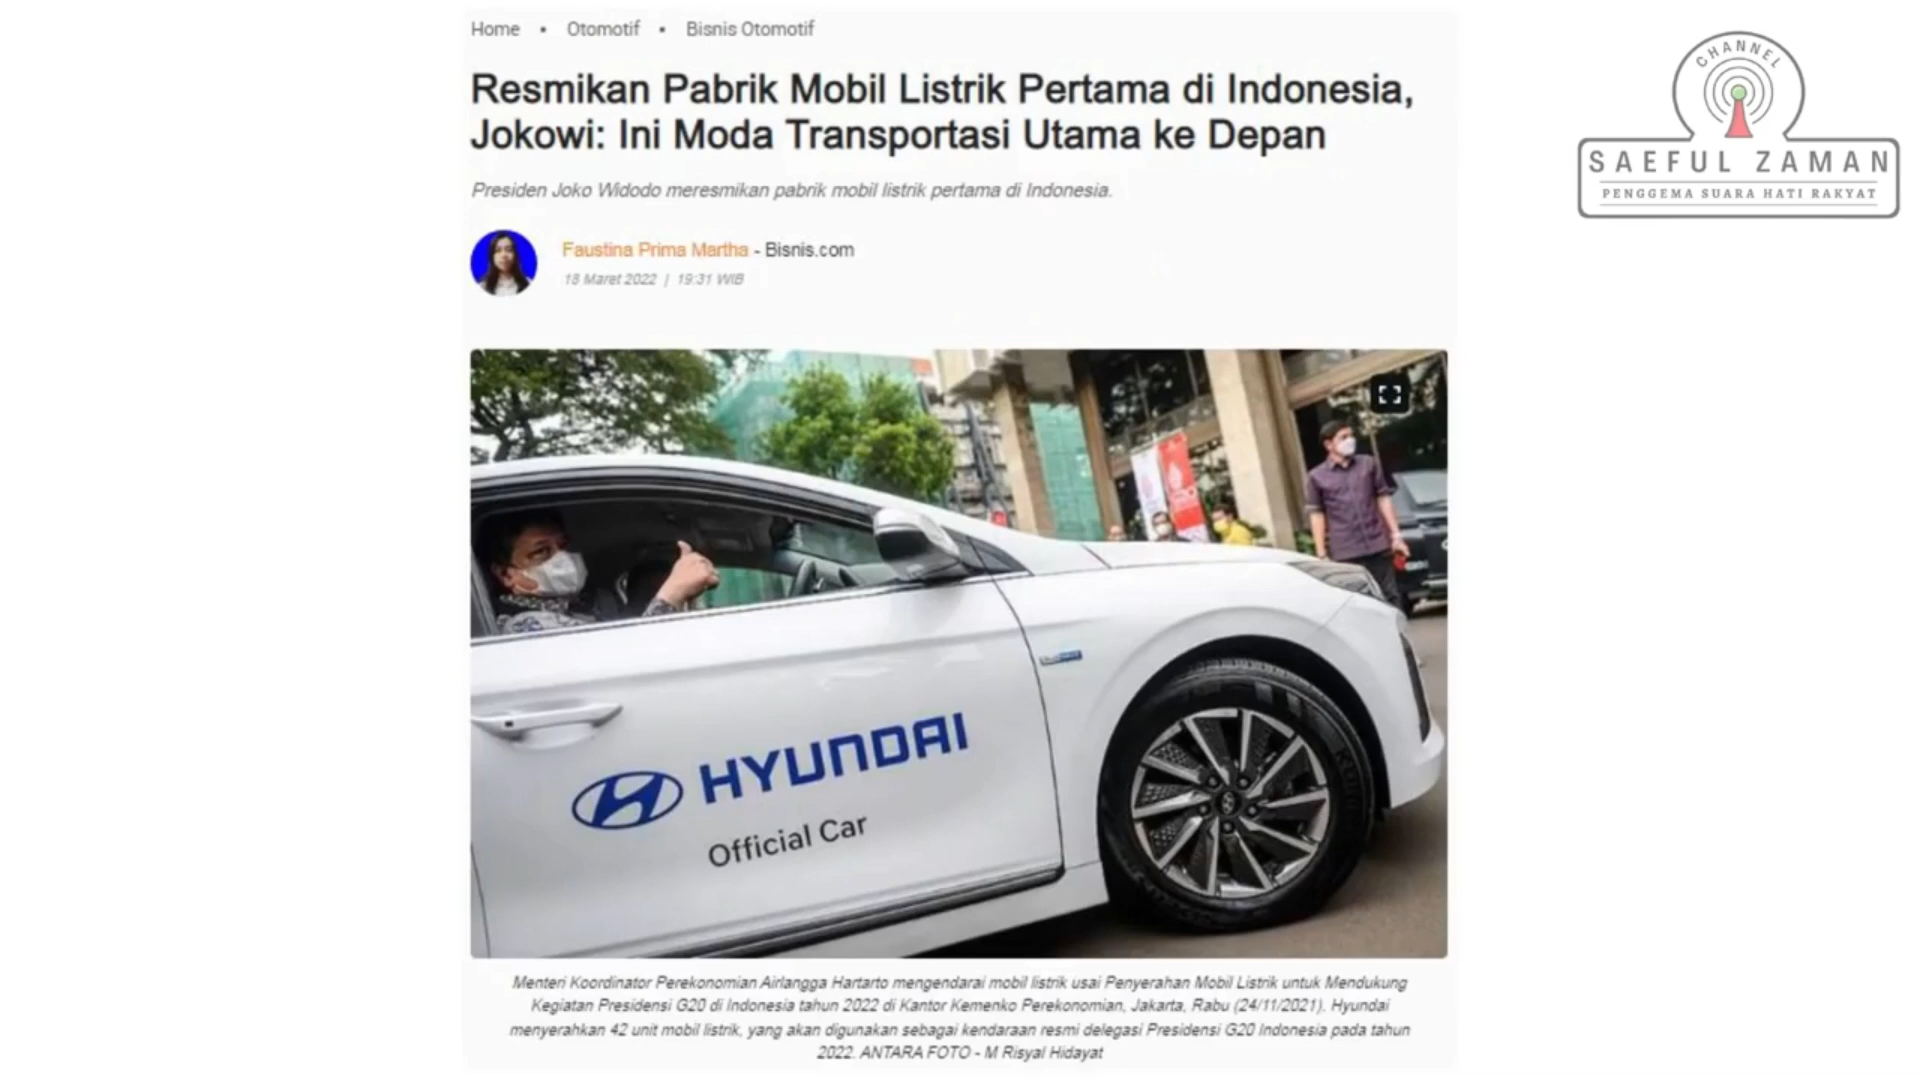 Home • Otomotif • Bisnis Otomotif
Resmikan Pabrik Mobil Listrik Pertama di Indonesia,
Jokowi: Ini Moda Transportasi Utama ke Depan
Presiden Joko Widodo meresmikan pabrik mobil listrik pertama di Indonesia.
Faustina Prima Martha - Bisnis.com
18 Maret 2022 | 19:31 WIB
CHANNEL
SAEFUL ZAMAN
PENGGEMA SUARA HATI RAKYAT
HYUNDAI
Official Car
Menteri Koordinator Perekonomian Airlangga Hartarto mengendarai mobil listrik usai Penyerahan Mobil Listrik untuk Mendukung
Kegiatan Presidensi G20 di Indonesia tahun 2022 di Kantor Kemenko Perekonomian, Jakarta, Rabu (24/11/2021). Hyundai
menyerahkan 42 unit mobil listrik, yang akan digunakan sebagai kendaraan resmi delegasi Presidensi G20 Indonesia pada tahun
2022. ANTARA FOTO - M Risyal Hidayat